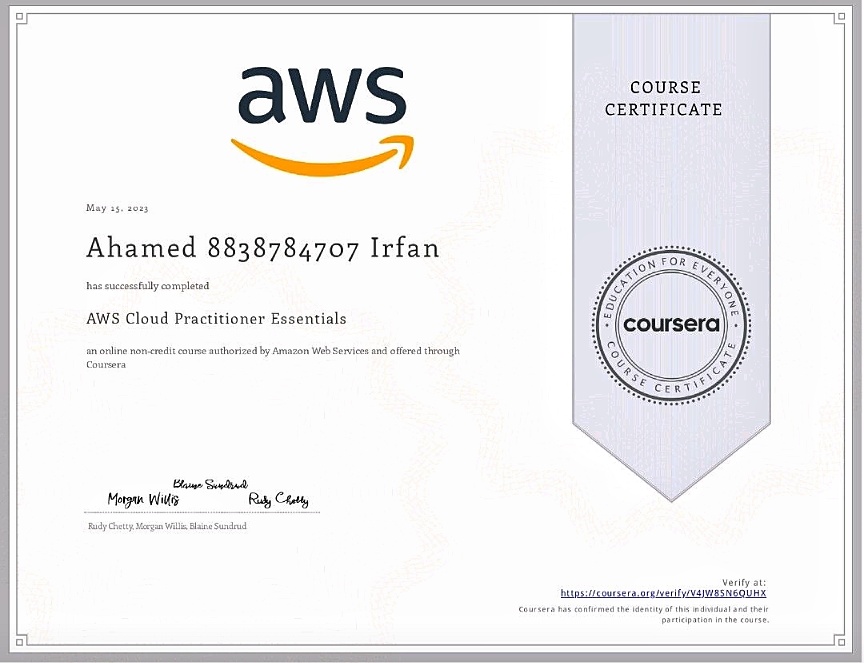 aws
COURSE
CERTIFICATE
May 15, 2023
Ahamed 8838784707 Irfan
has successfully completed
AWS Cloud Practitioner Essentials
an online non-credit course authorized by Amazon Web Services and offered through
Coursera
EDUCATION FOR EVERYONE
coursera
COURSE CERTIFICATE
Blaine Sundrud
Morgan Willis Rudy Chetty
Rudy Chetty, Morgan Willis, Blaine Sundrud
Verify at:
https://coursera.org/verify/V4JW85N6QUHX
Coursera has confirmed the identity of this individual and their
participation in the course.